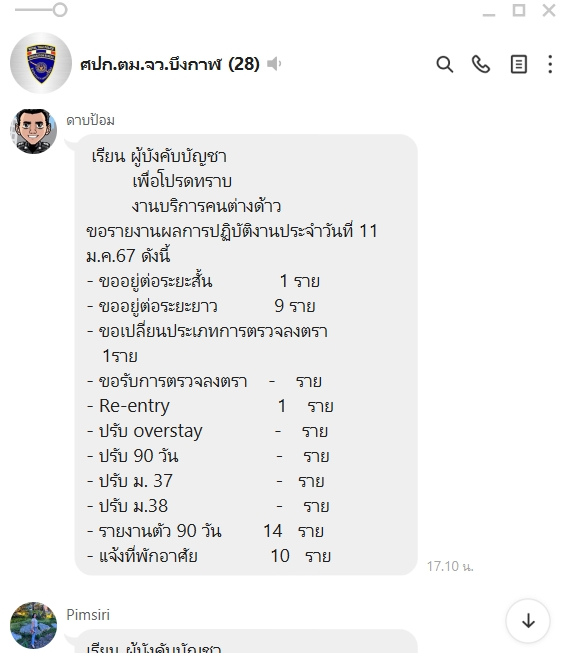 ศปก.ตม.จว.บึงกาฬ (28)
ดาบป้อม
เรียน ผู้บังคับบัญชา
เพื่อโปรดทราบ
งานบริการคนต่างด้าว
ขอรายงานผลการปฏิบัติงานประจำวันที่ 11
ม.ค.67 ดังนี้
- ขออยู่ต่อระยะสั้น 1 ราย
- ขออยู่ต่อระยะยาว 9 ราย
- ขอเปลี่ยนประเภทการตรวจลงตรา
1ราย
- ขอรับการตรวจลงตรา - ราย
- Re-entry 1 ราย
- ปรับ overstay - ราย
- ปรับ 90 วัน - ราย
- ปรับ ม. 37 - ราย
- ปรับ ม.38 - ราย
- รายงานตัว 90 วัน 14 ราย
- แจ้งที่พักอาศัย 10 ราย
17.10 น.
Pimsiri
เรียน ผู้บังคับบัญชา